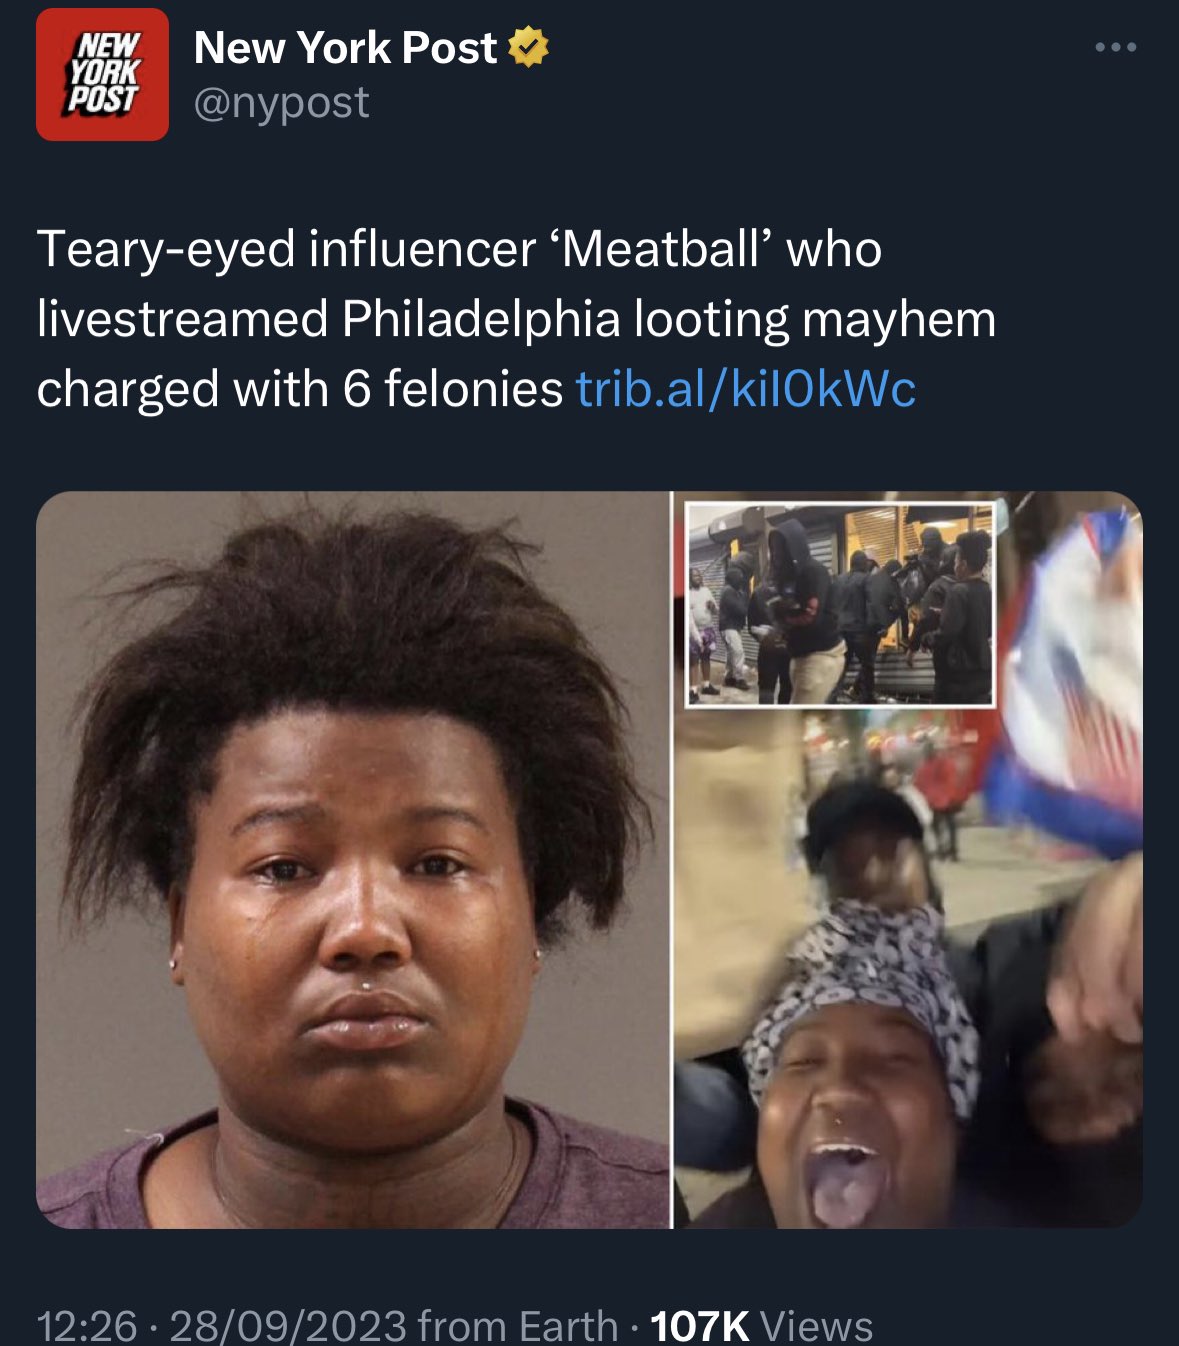 NEW
YORK
POST
New York Post
@nypost
Teary-eyed influencer ‘Meatball’ who
livestreamed Philadelphia looting mayhem
charged with 6 felonies trib.al/kil0kWc
12:26 · 28/09/2023 from Earth · 107K Views